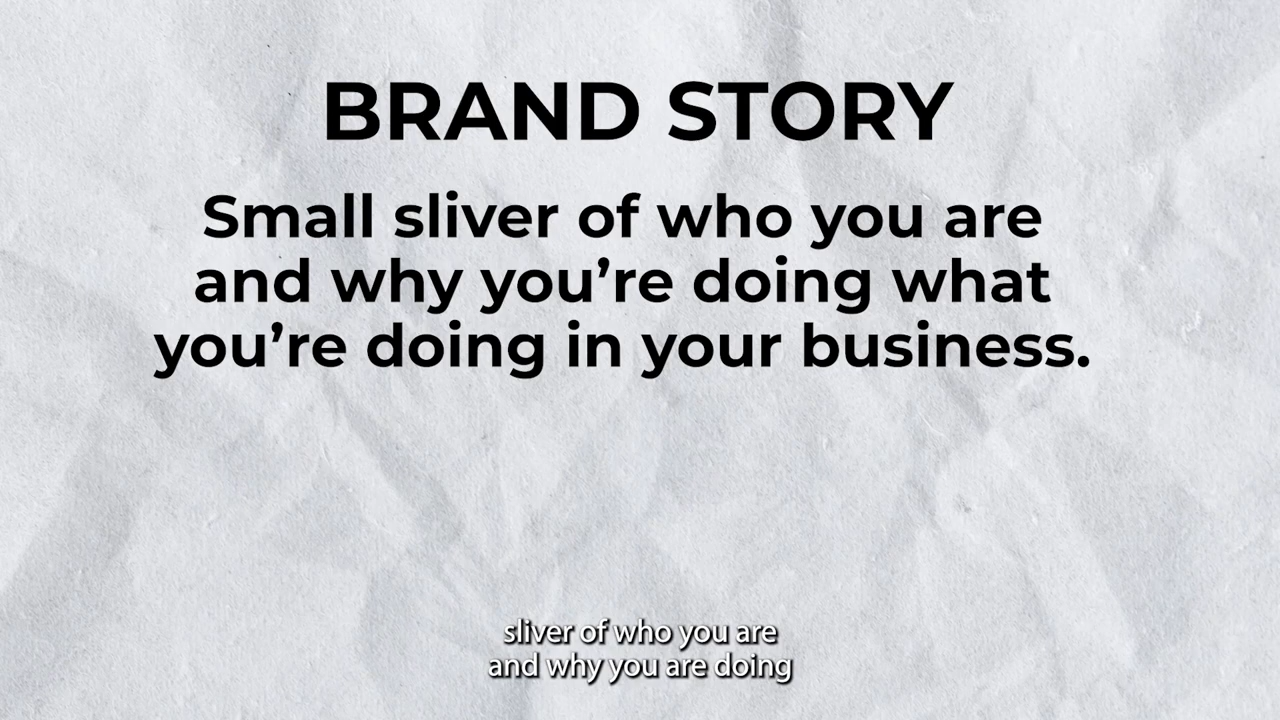 BRAND STORY
Small sliver of who you are
and why you’re doing what
you’re doing in your business.
sliver of who you are
and why you are doing